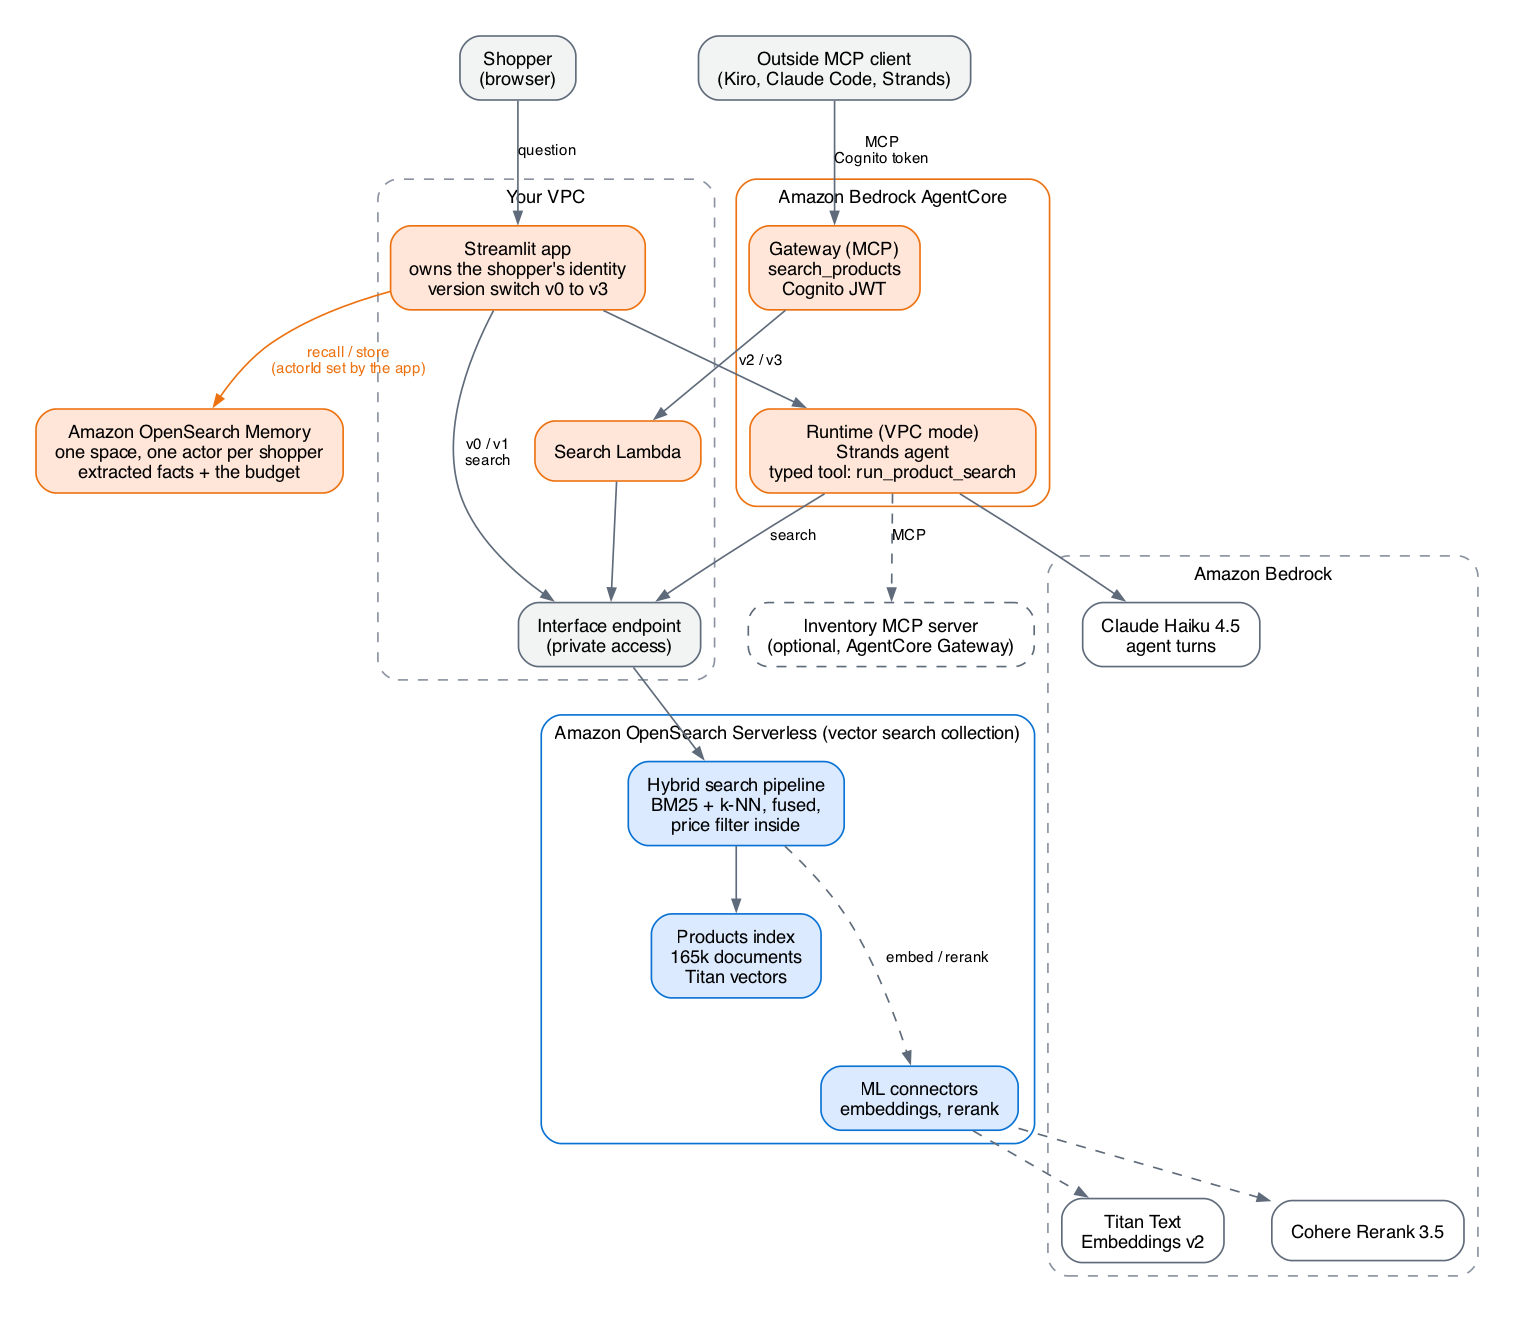 Shopper
(browser)
Outside MCP client
(Kiro, Claude Code, Strands)
question
MCP
Cognito token
Your VPC
Amazon Bedrock AgentCore
Streamlit app
owns the shopper's identity
version switch v0 to v3
Gateway (MCP)
search_products
Cognito JWT
recall / store
(actorId set by the app)
v2 / v3
Amazon OpenSearch Memory
one space, one actor per shopper
extracted facts + the budget
v0 / v1
search
Search Lambda
Runtime (VPC mode)
Strands agent
typed tool: run_product_search
search
MCP
Amazon Bedrock
Interface endpoint
(private access)
Inventory MCP server
(optional, AgentCore Gateway)
Claude Haiku 4.5
agent turns
Amazon OpenSearch Serverless (vector search collection)
Hybrid search pipeline
BM25 + k-NN, fused,
price filter inside
Products index
165k documents
Titan vectors
embed / rerank
ML connectors
embeddings, rerank
Titan Text
Embeddings v2
Cohere Rerank 3.5